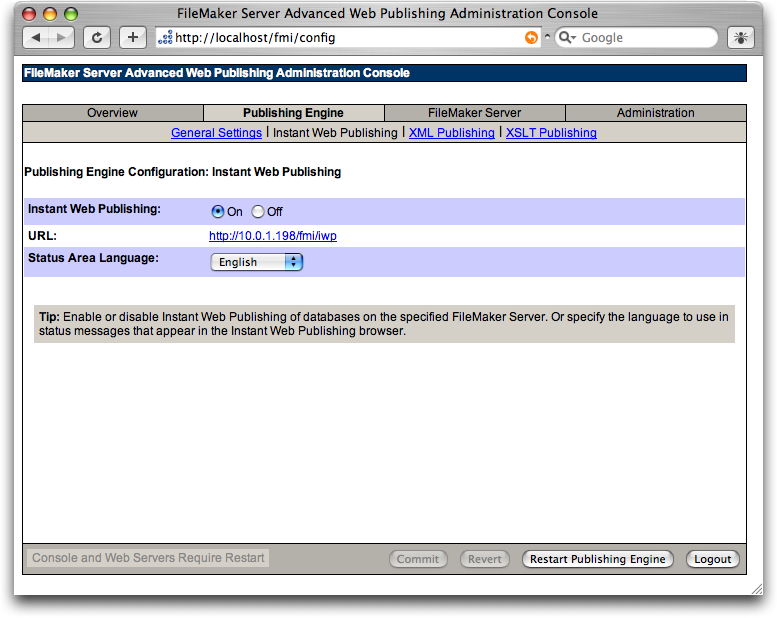 FileMaker Server Advanced Web Publishing Administration Console
http://localhost/fmi/config
Google
FileMaker Server Advanced Web Publishing Administration Console
Overview Publishing Engine FileMaker Server Administration
General Settings | Instant Web Publishing | XML Publishing | XSLT Publishing
Publishing Engine Configuration: Instant Web Publishing
Instant Web Publishing: On Off
URL: http://10.0.1.198/fmi/iwp
Status Area Language: English
Tip: Enable or disable Instant Web Publishing of databases on the specified FileMaker Server. Or specify the language to use in
status messages that appear in the Instant Web Publishing browser.
Console and Web Servers Require Restart Commit Revert Restart Publishing Engine Logout